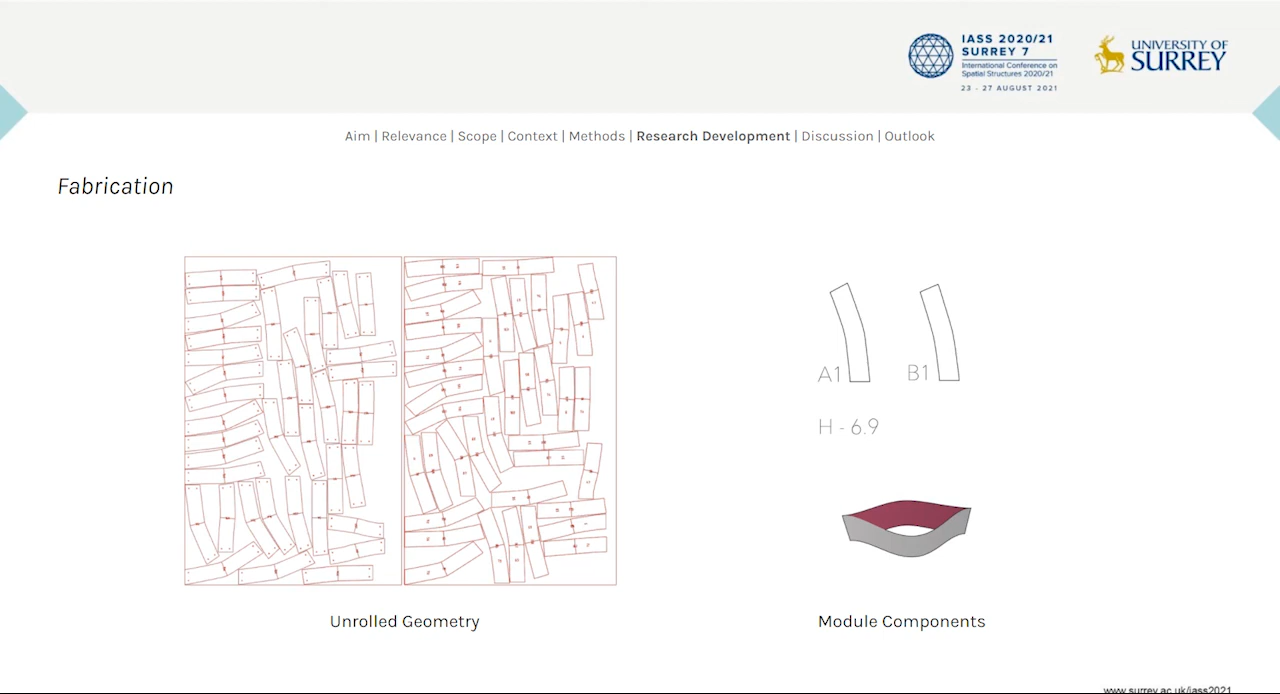 IASS 2020/21
SURREY 7
International Conference on
Spatial Structures 2020/21
23 - 27 AUGUST 2021
UNIVERSITY OF
SURREY
Aim | Relevance | Scope | Context | Methods | Research Development | Discussion | Outlook
Fabrication
A1
B1
H - 6.9
Unrolled Geometry
Module Components
www.surrey.ac.uk/iass2021